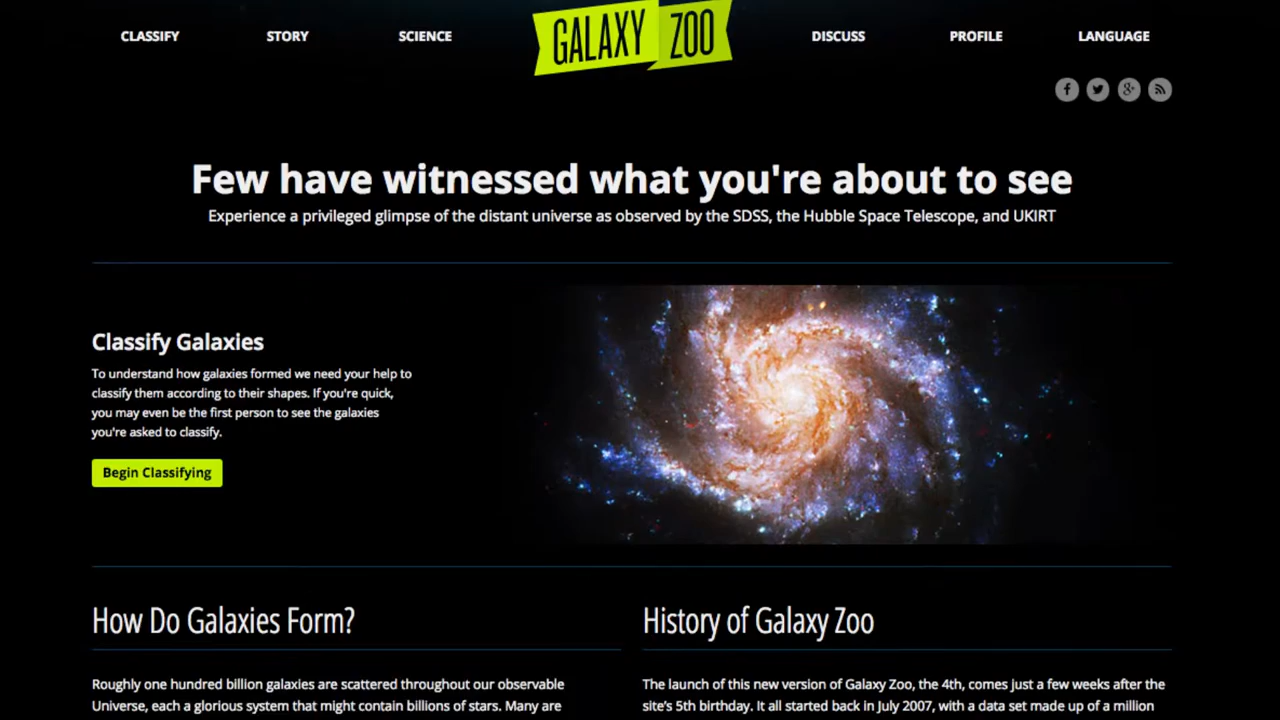 CLASSIFY STORY SCIENCE GALAXY ZOO DISCUSS PROFILE LANGUAGE
Few have witnessed what you're about to see
Experience a privileged glimpse of the distant universe as observed by the SDSS, the Hubble Space Telescope, and UKIRT
Classify Galaxies
To understand how galaxies formed we need your help to
classify them according to their shapes. If you're quick,
you may even be the first person to see the galaxies
you're asked to classify.
Begin Classifying
How Do Galaxies Form?
Roughly one hundred billion galaxies are scattered throughout our observable
Universe, each a glorious system that might contain billions of stars. Many are
History of Galaxy Zoo
The launch of this new version of Galaxy Zoo, the 4th, comes just a few weeks after the
site's 5th birthday. It all started back in July 2007, with a data set made up of a million